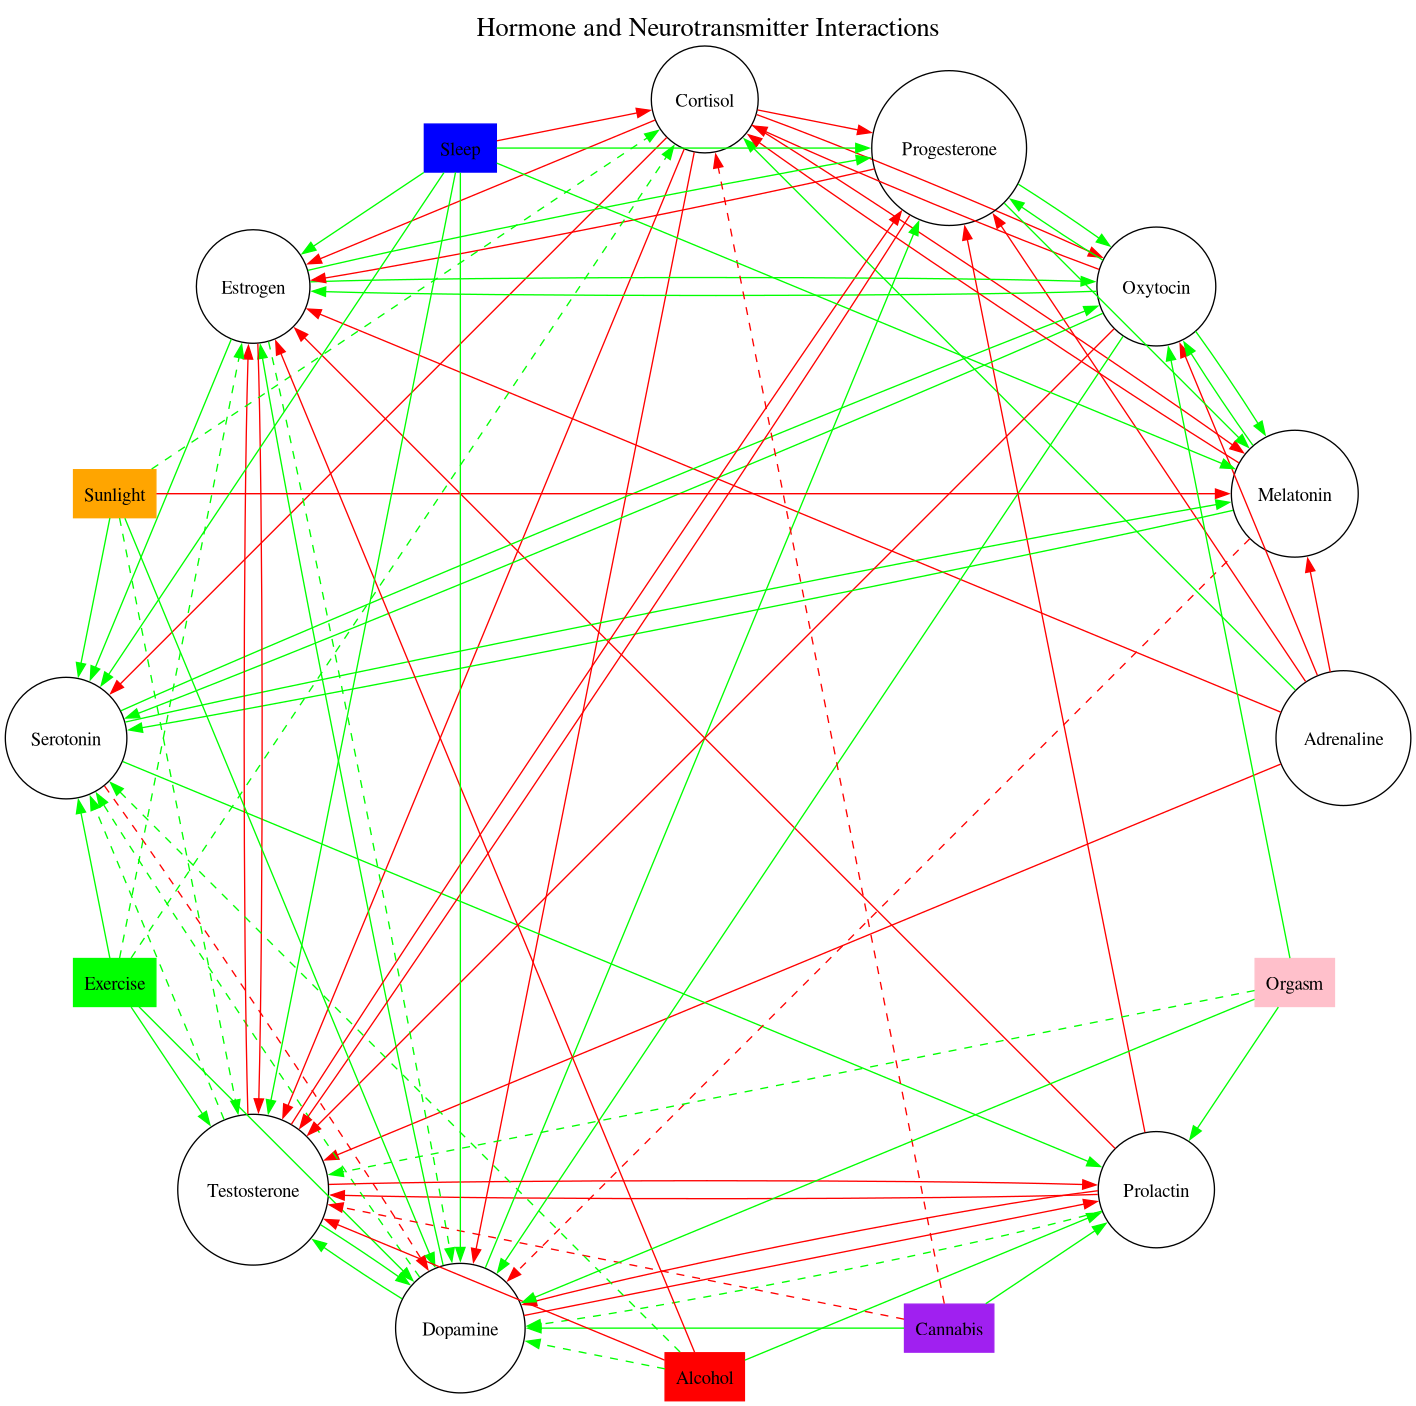 Hormone and Neurotransmitter Interactions
Cortisol
Sleep
Progesterone
Estrogen
Oxytocin
Sunlight
Melatonin
Serotonin
Adrenaline
Exercise
Orgasm
Testosterone
Prolactin
Dopamine
Cannabis
Alcohol